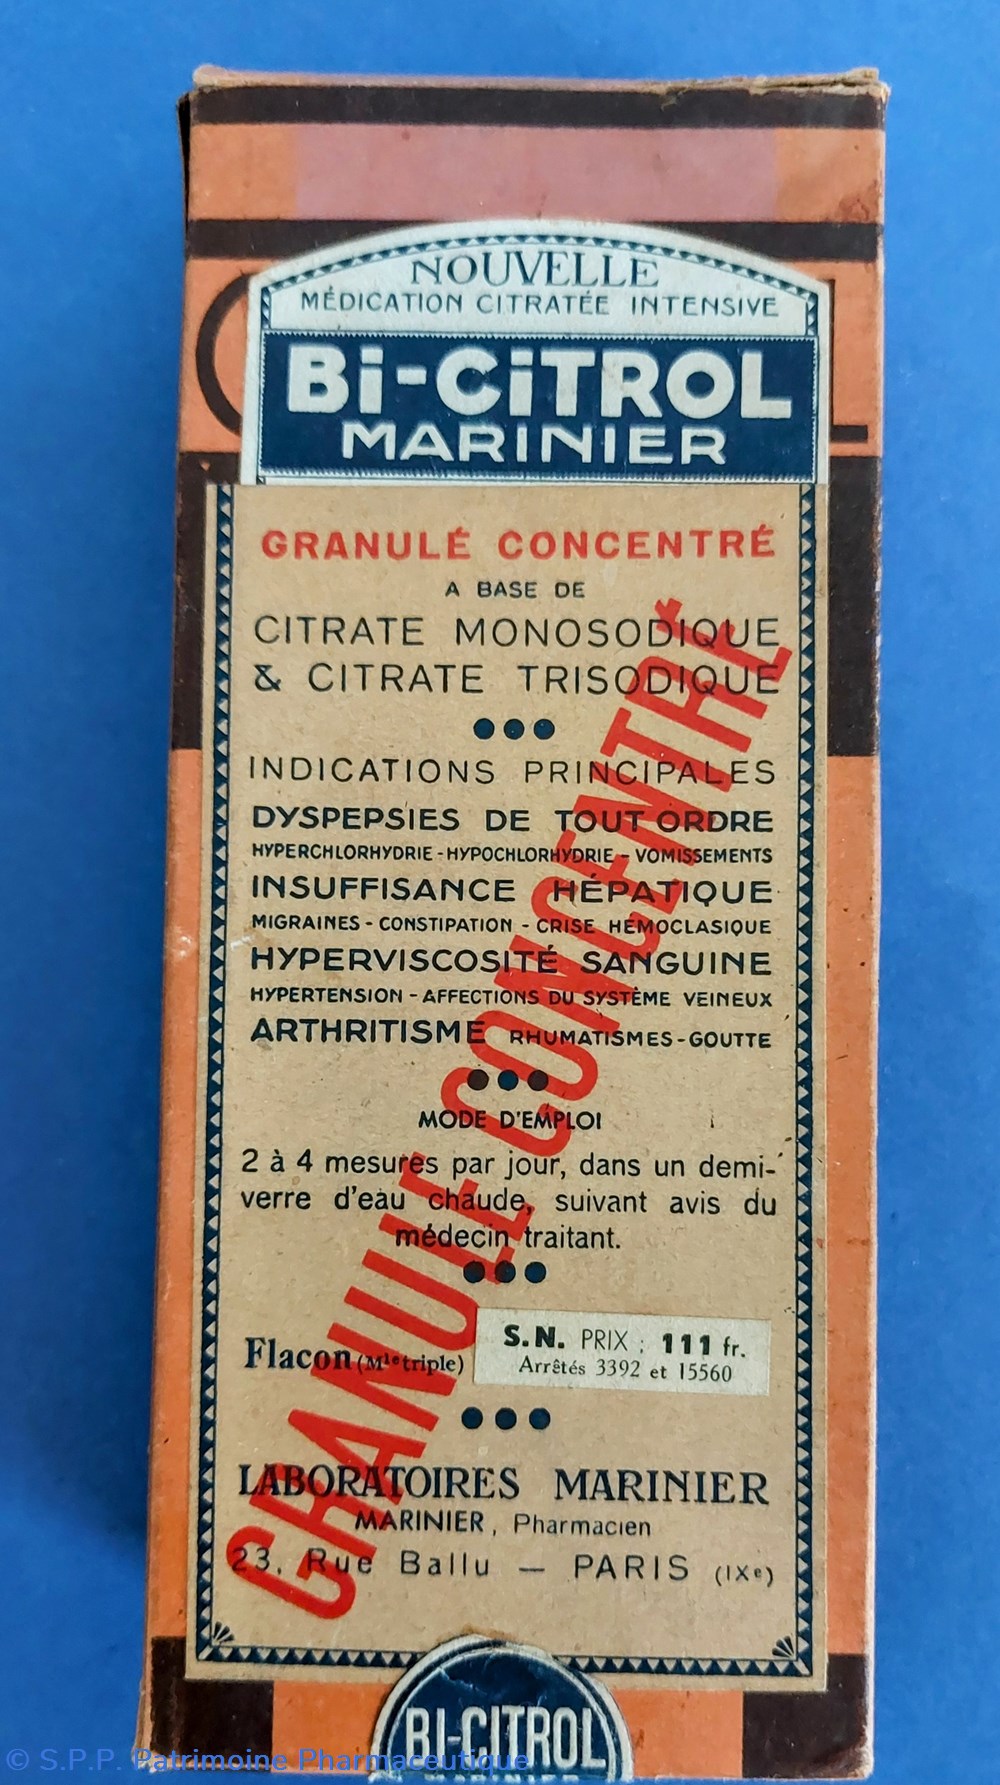 NOUVELLE
MÉDICATION CITRATÉE INTENSIVE
Bi-CiTROL
MARINIER
GRANULÉ CONCENTRÉ
A BASE DE
CITRATE MONOSODIQUE
& CITRATE TRISODIQUE
INDICATIONS PRINCIPALES
DYSPEPSIES DE TOUT ORDRE
HYPERCHLORHYDRIE - HYPOCHLORHYDRIE - VOMISSEMENTS
INSUFFISANCE HÉPATIQUE
MIGRAINES - CONSTIPATION - CRISE HÉMOCLASIQUE
HYPERVISCOSITÉ SANGUINE
HYPERTENSION - AFFECTIONS DU SYSTÈME VEINEUX
ARTHRITISME RHUMATISMES - GOUTTE
MODE D'EMPLOI
2 à 4 mesures par jour, dans un demi-
verre d'eau chaude, suivant avis du
médecin traitant.
GRANULÉ CONCENTRÉ
Flacon (Mle triple)
S.N. PRIX : 111 fr.
Arrêtés 3392 et 15560
LABORATOIRES MARINIER
MARINIER, Pharmacien
23, Rue Ballu — PARIS (IXe)
BI-CITROL
MARINIER
© S.P.P. Patrimoine Pharmaceutique